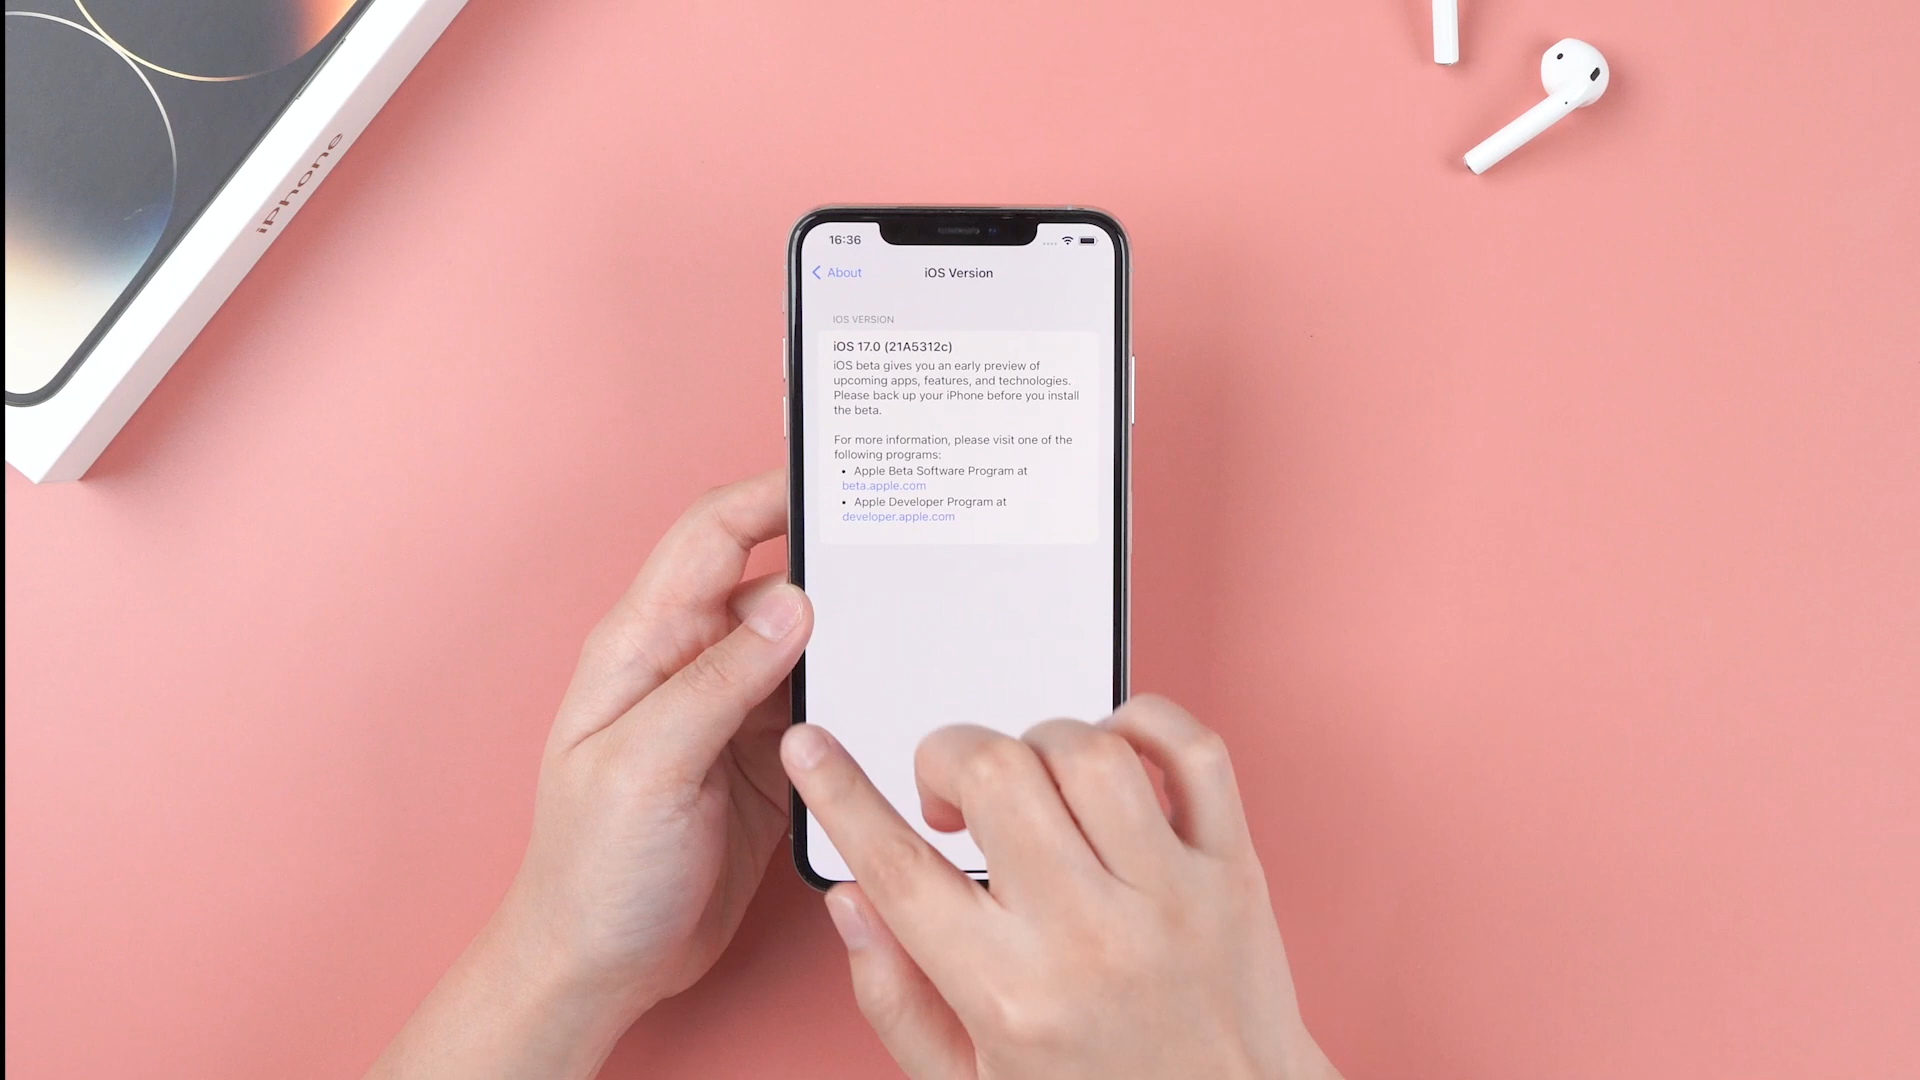 iPhone
16:36
About
iOS Version
IOS VERSION
iOS 17.0 (21A5312c)
iOS beta gives you an early preview of
upcoming apps, features, and technologies.
Please back up your iPhone before you install
the beta.
For more information, please visit one of the
following programs:
• Apple Beta Software Program at
beta.apple.com
• Apple Developer Program at
developer.apple.com